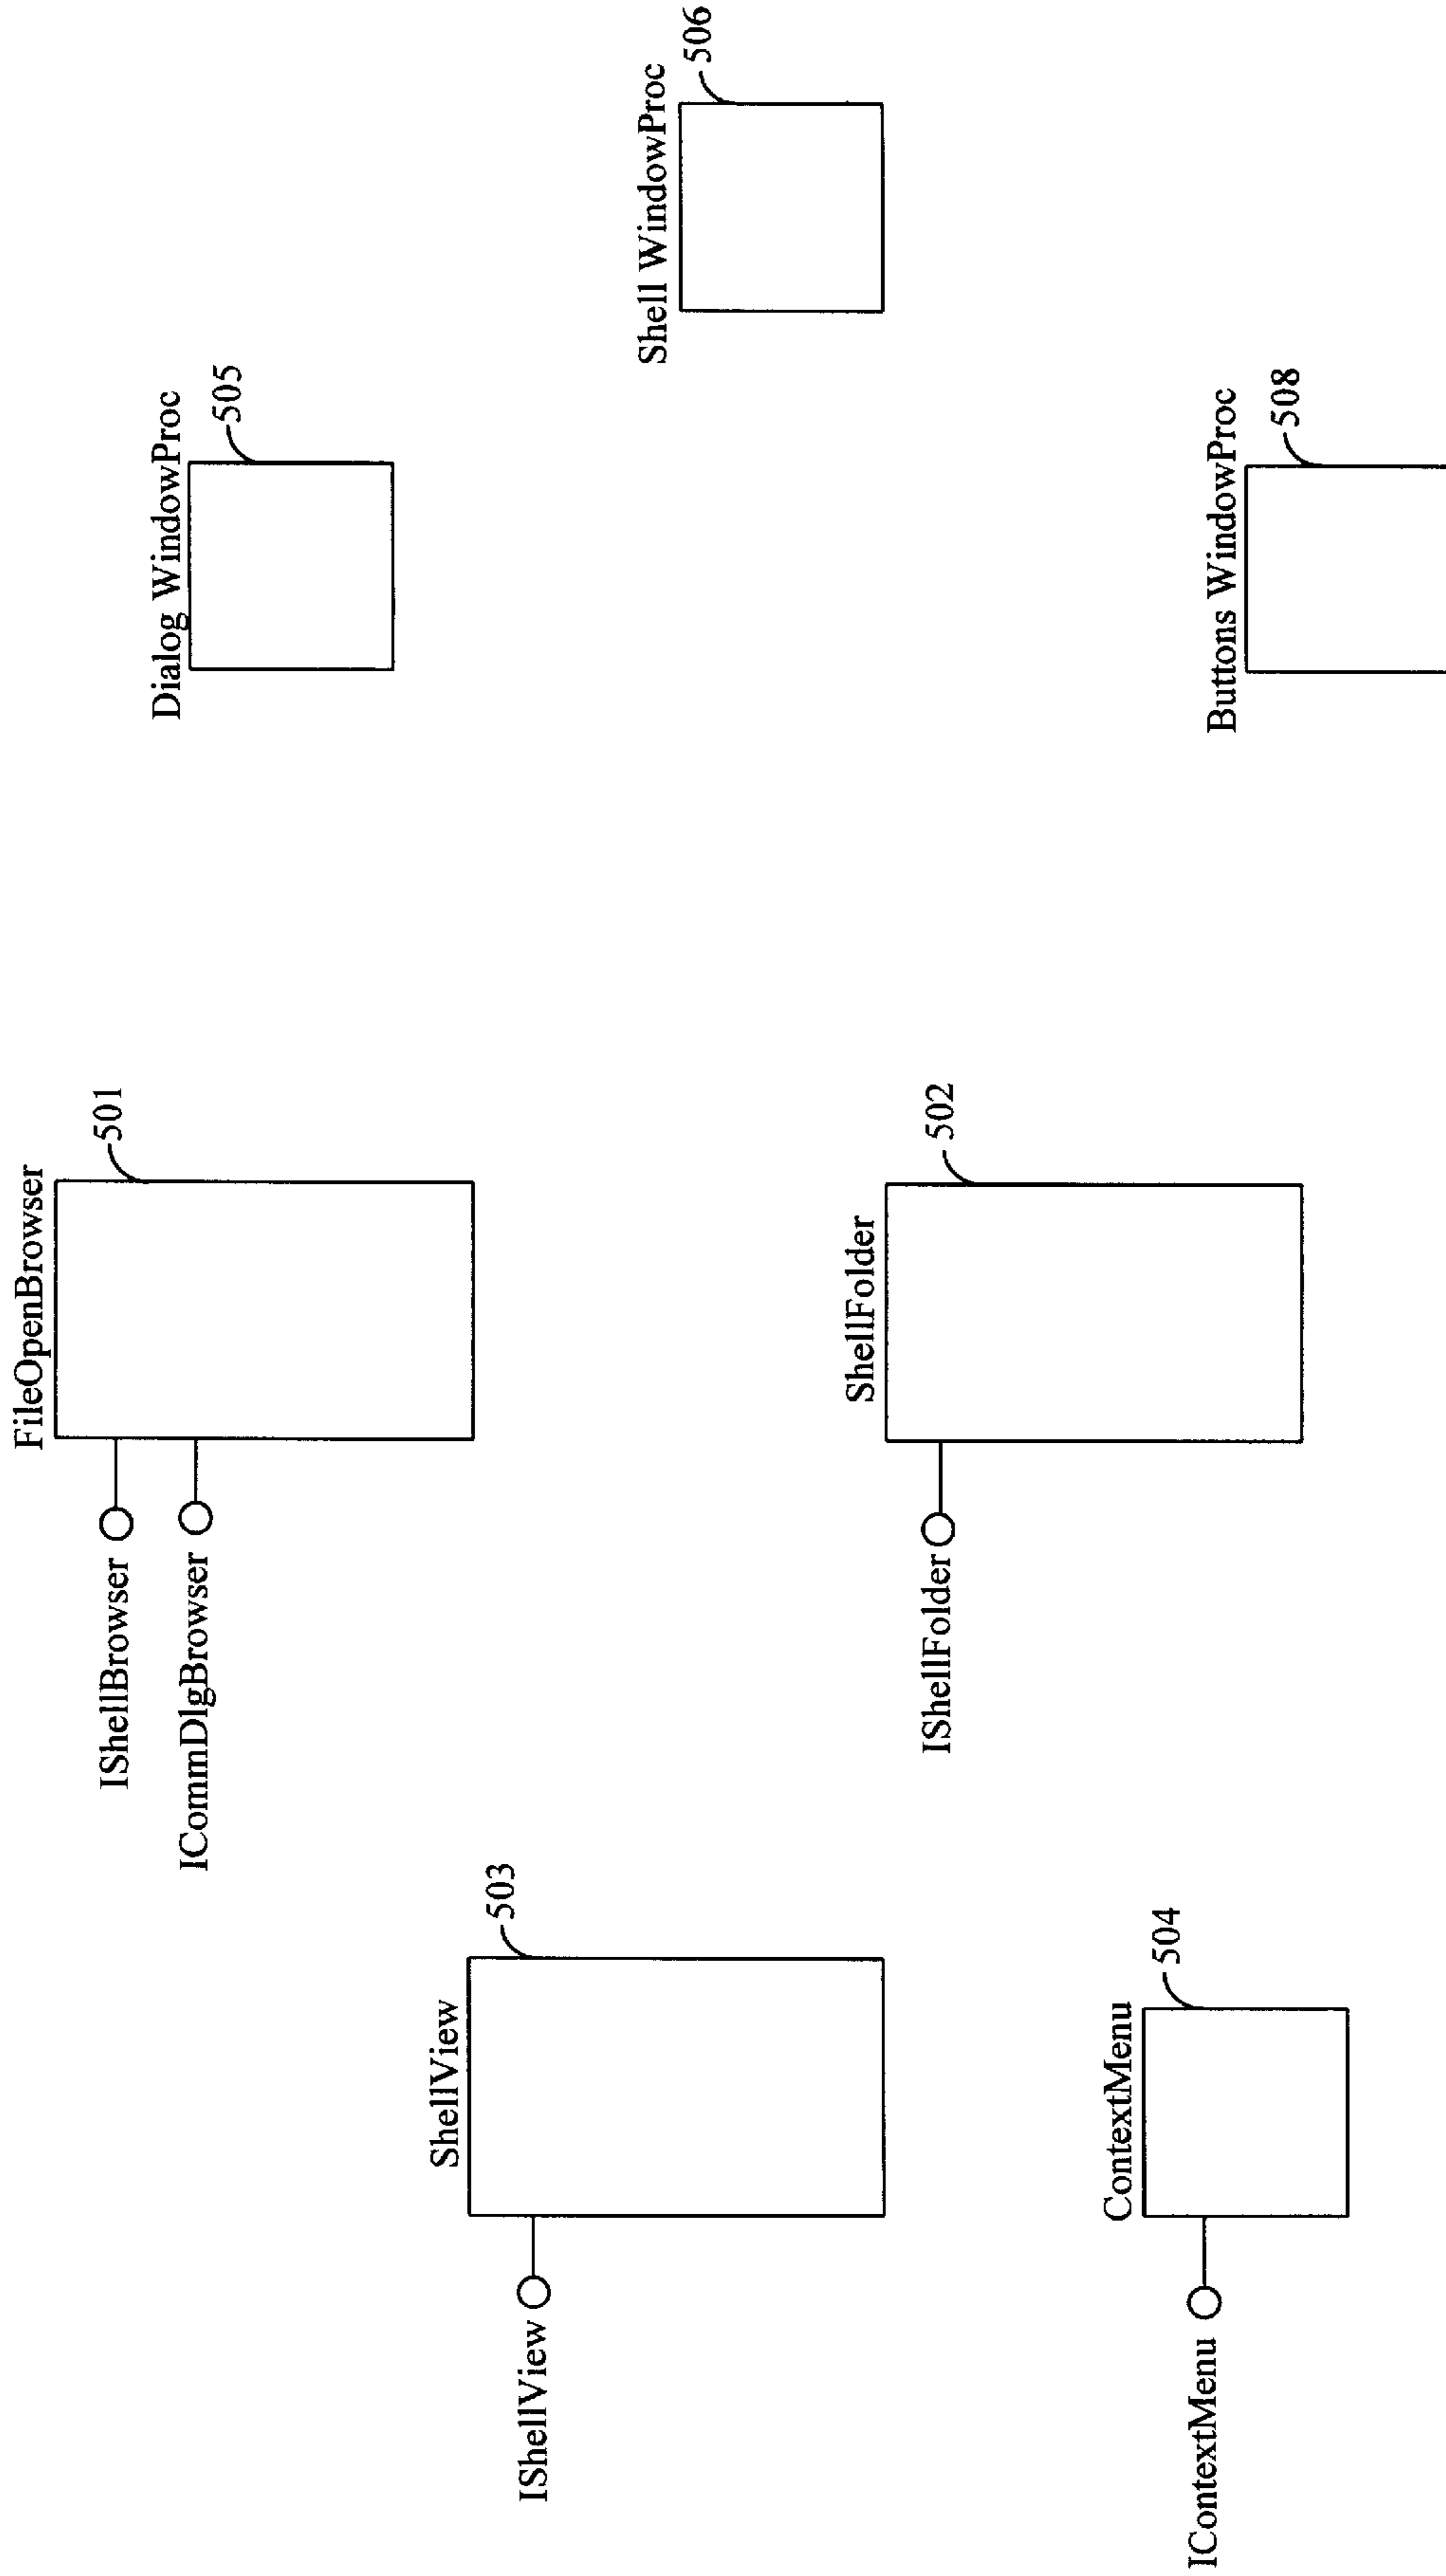 FileOpenBrowser
501
IShellBrowser
ICommDlgBrowser
Dialog WindowProc
505
ShellView
503
IShellView
Shell WindowProc
506
ShellFolder
502
IShellFolder
ContextMenu
504
IContextMenu
Buttons WindowProc
508